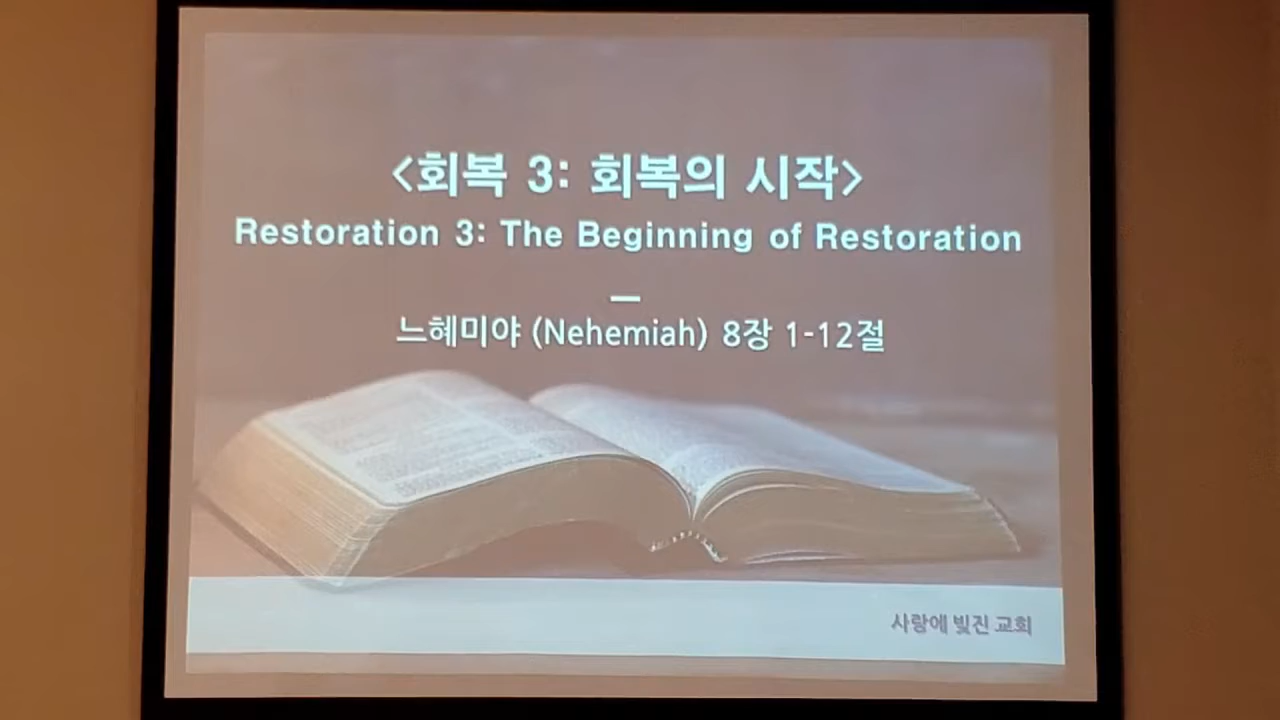 <회복 3: 회복의 시작>
Restoration 3: The Beginning of Restoration
느혜미야 (Nehemiah) 8장 1-12절
사랑에 빚진 교회